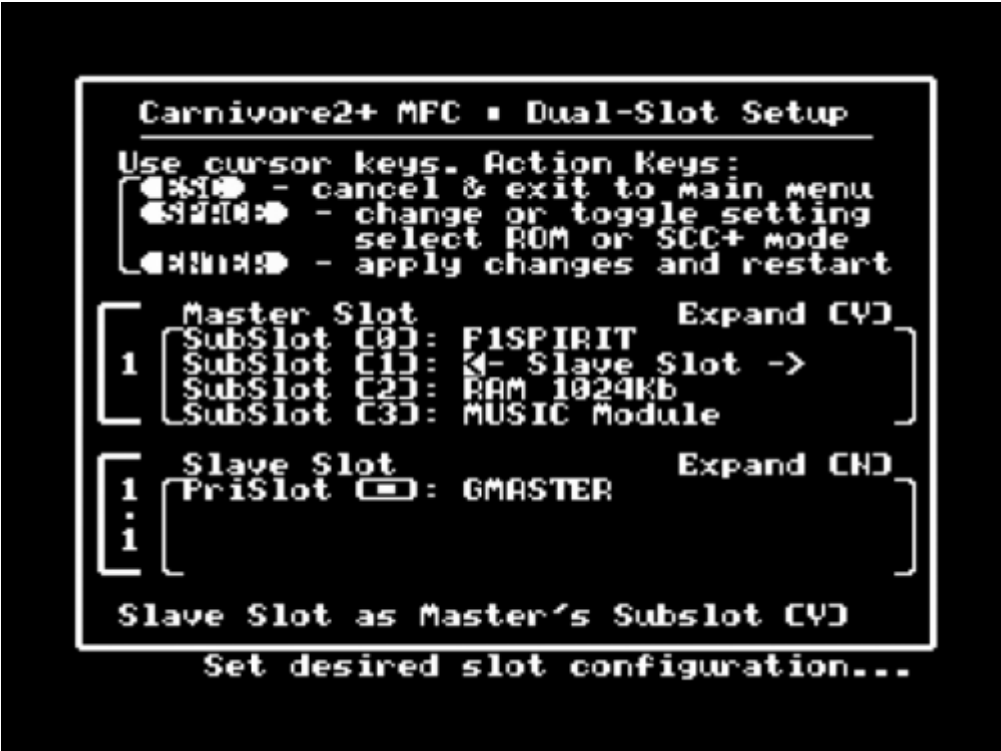 Carnivore2+ MFC ▪ Dual-Slot Setup
Use cursor keys. Action Keys:
<ESC> - cancel & exit to main menu
<SPACE> - change or toggle setting
select ROM or SCC+ mode
<ENTER> - apply changes and restart
Master Slot Expand [Y]
SubSlot [0]: F1SPIRIT
1 SubSlot [1]: <- Slave Slot ->
SubSlot [2]: RAM 1024Kb
SubSlot [3]: MUSIC Module
Slave Slot Expand [N]
1 PriSlot [▪]: GMASTER
.
1
Slave Slot as Master´s Subslot [Y]
Set desired slot configuration...